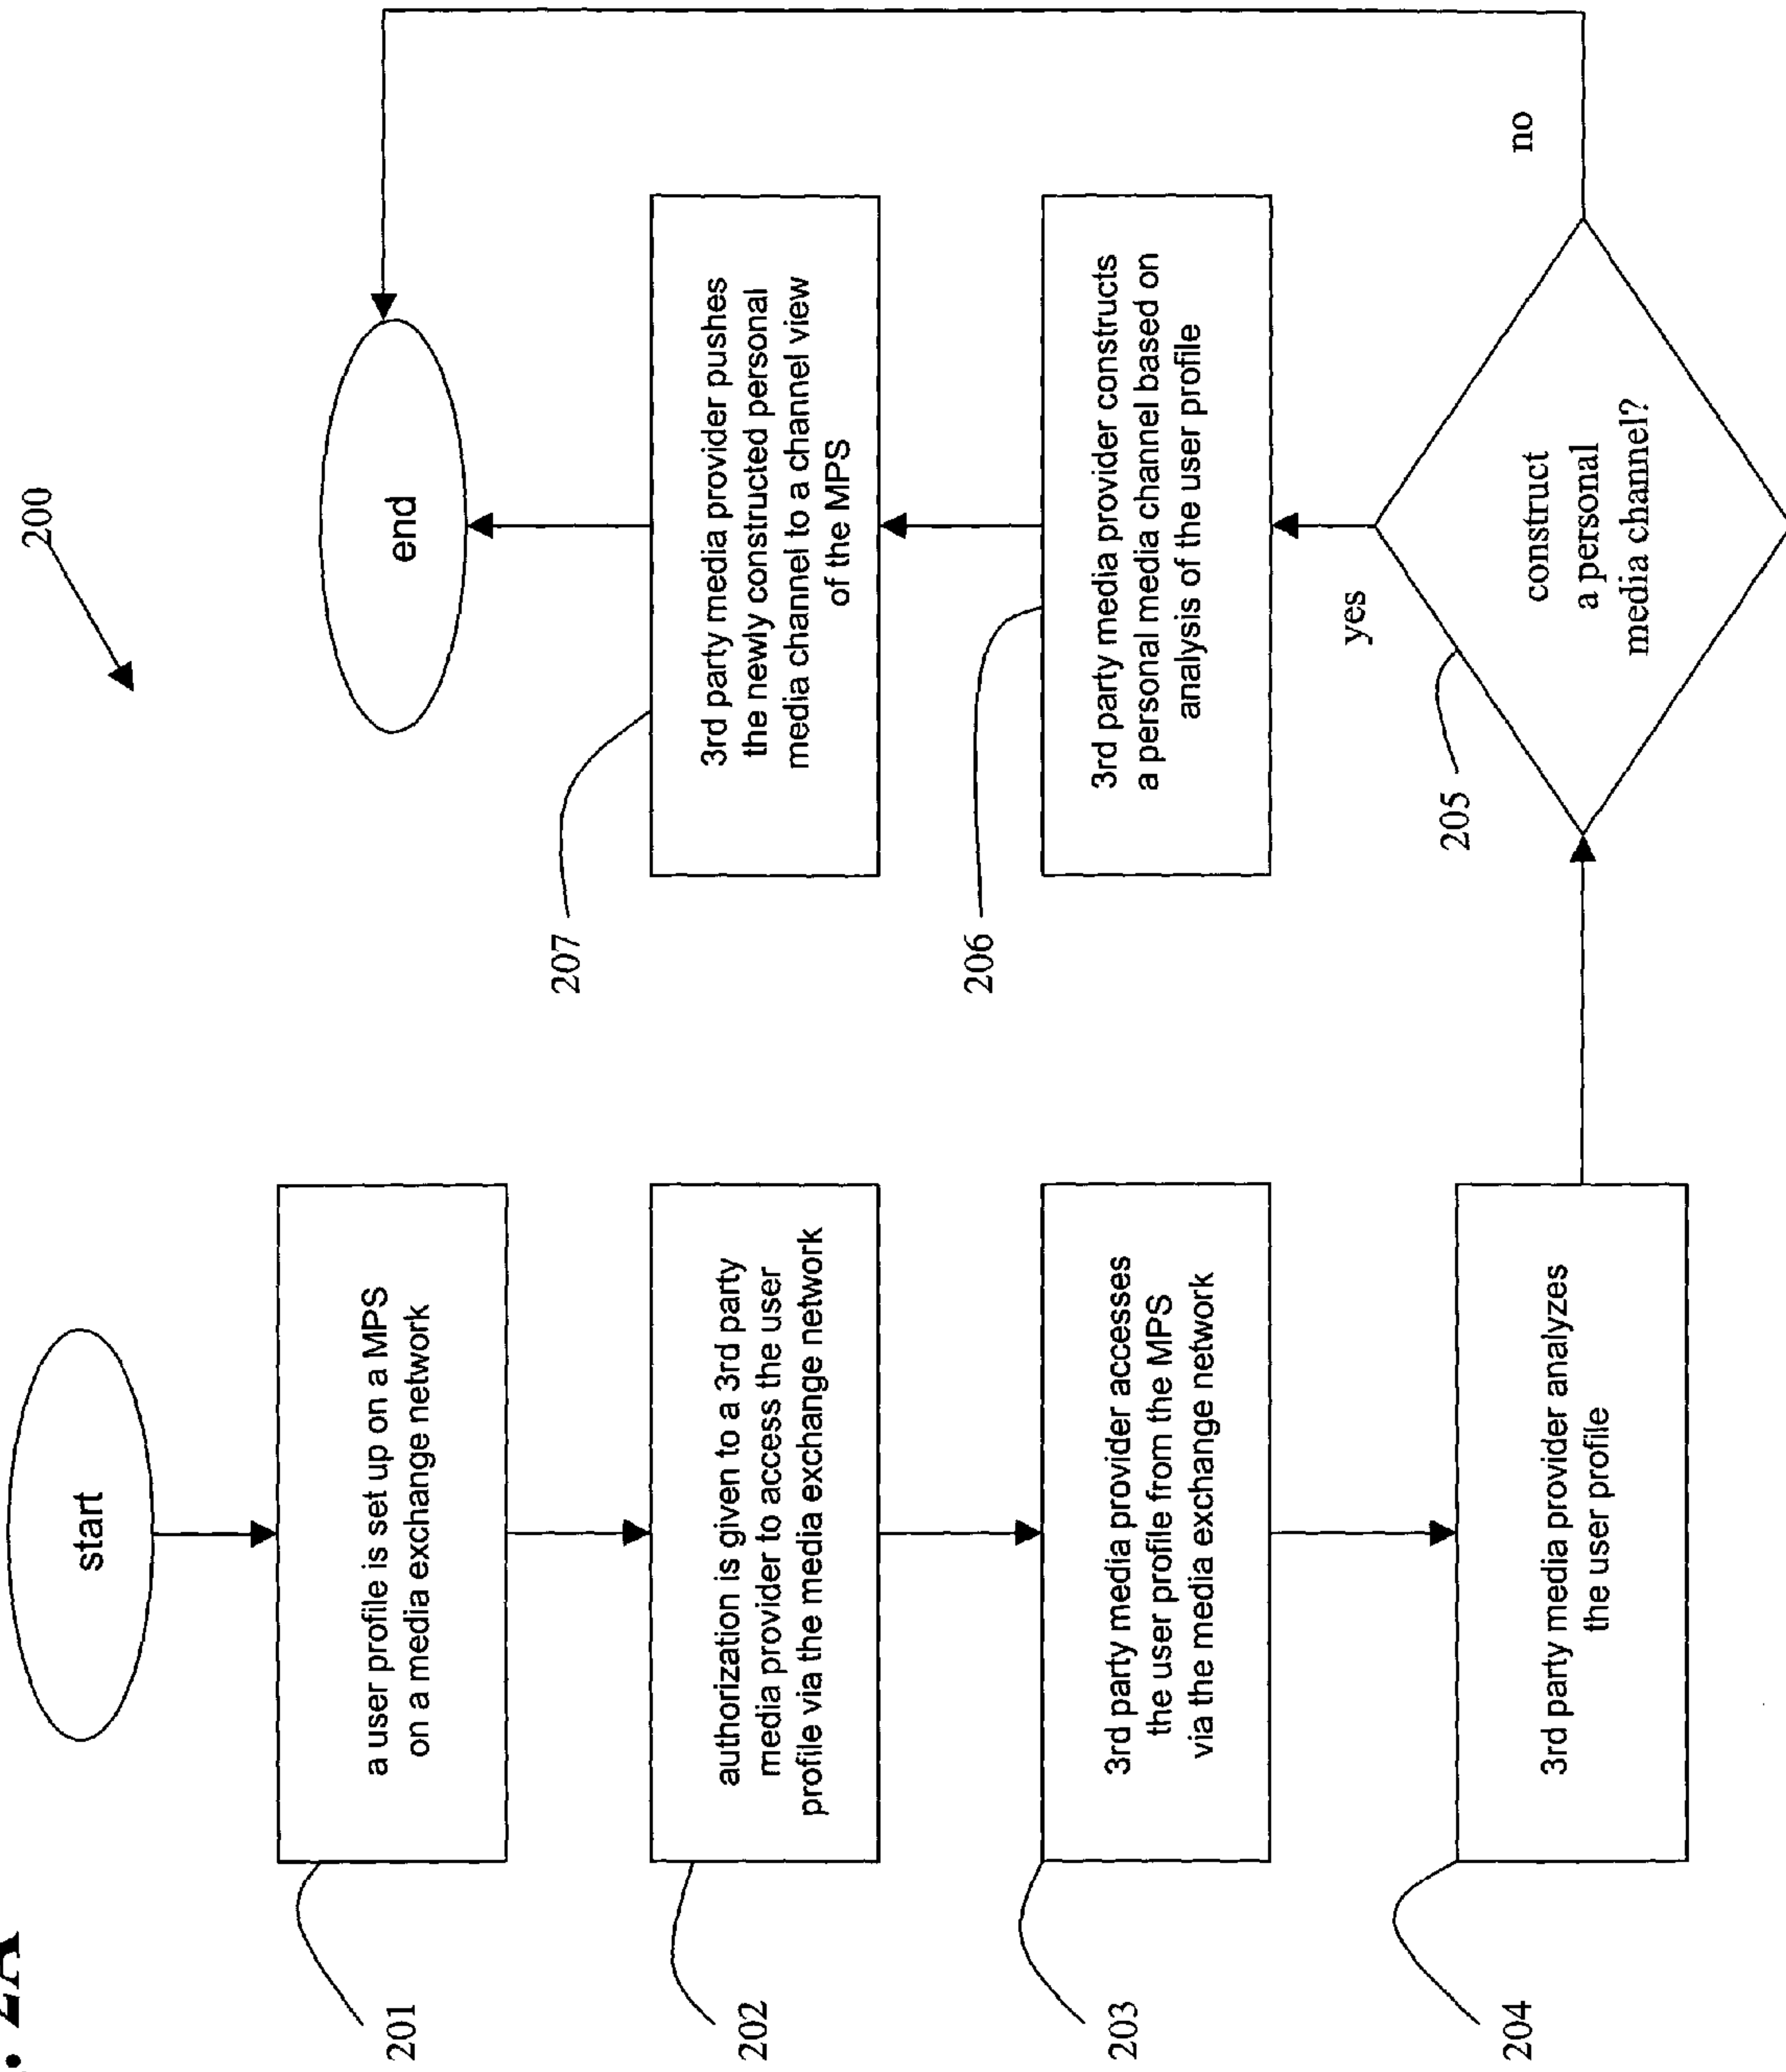 200
start
a user profile is set up on a MPS
on a media exchange network
201
authorization is given to a 3rd party
media provider to access the user
profile via the media exchange network
202
3rd party media provider accesses
the user profile from the MPS
via the media exchange network
203
3rd party media provider analyzes
the user profile
204
construct
a personal
media channel?
205
yes
no
3rd party media provider constructs
a personal media channel based on
analysis of the user profile
206
3rd party media provider pushes
the newly constructed personal
media channel to a channel view
of the MPS
207
end